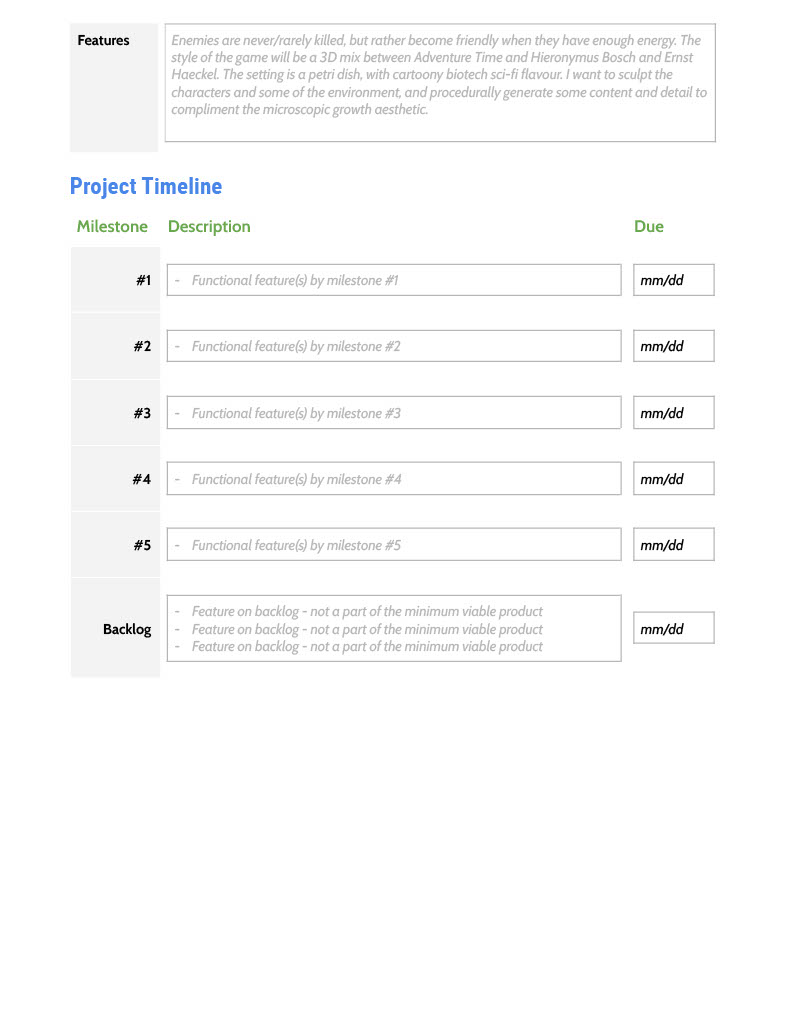 Features
Enemies are never/rarely killed, but rather become friendly when they have enough energy. The
style of the game will be a 3D mix between Adventure Time and Hieronymus Bosch and Ernst
Haeckel. The setting is a petri dish, with cartoony biotech sci-fi flavour. I want to sculpt the
characters and some of the environment, and procedurally generate some content and detail to
compliment the microscopic growth aesthetic.
Project Timeline
Milestone Description Due
#1 - Functional feature(s) by milestone #1 mm/dd
#2 - Functional feature(s) by milestone #2 mm/dd
#3 - Functional feature(s) by milestone #3 mm/dd
#4 - Functional feature(s) by milestone #4 mm/dd
#5 - Functional feature(s) by milestone #5 mm/dd
Backlog
- Feature on backlog - not a part of the minimum viable product
- Feature on backlog - not a part of the minimum viable product
- Feature on backlog - not a part of the minimum viable product
mm/dd